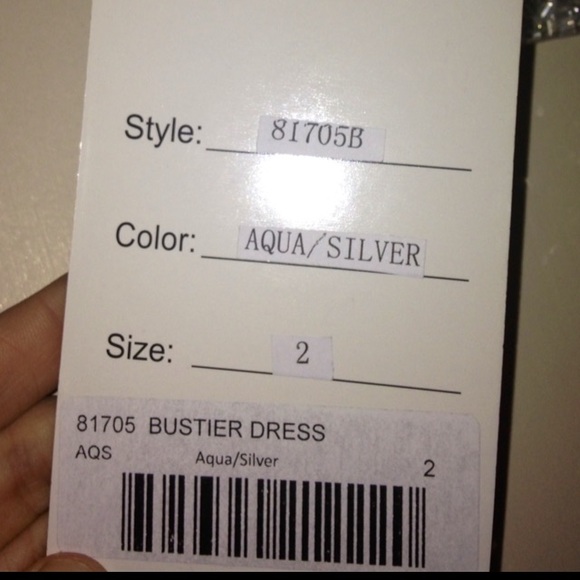 Style: 81705B
Color: AQUA/SILVER
Size: 2
81705 BUSTIER DRESS
AQS Aqua/Silver 2